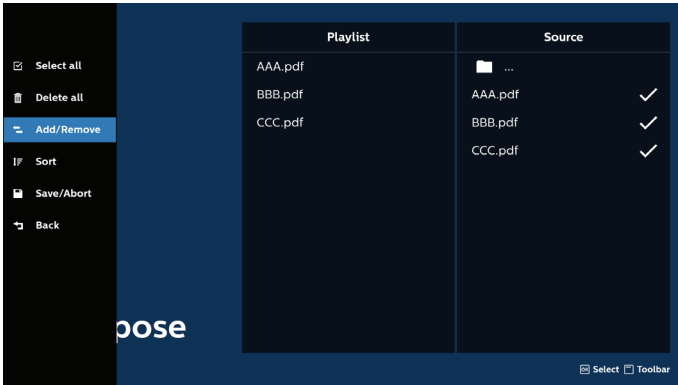 Select all
Delete all
Add/Remove
Sort
Save/Abort
Back
pose
Playlist
AAA.pdf
BBB.pdf
CCC.pdf
Source
...
AAA.pdf
BBB.pdf
CCC.pdf
OK Select Toolbar